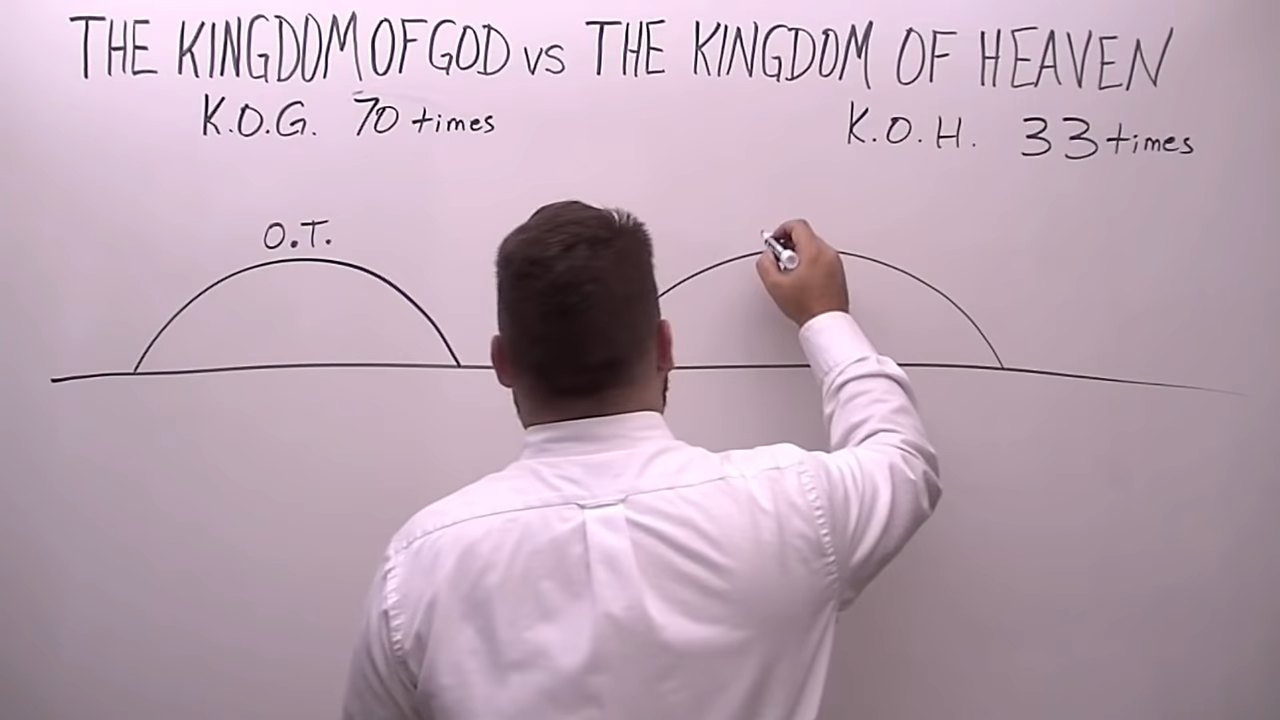 THE KINGDOM OF GOD vs THE KINGDOM OF HEAVEN
K.O.G. 70 times K.O.H. 33 times
O.T.